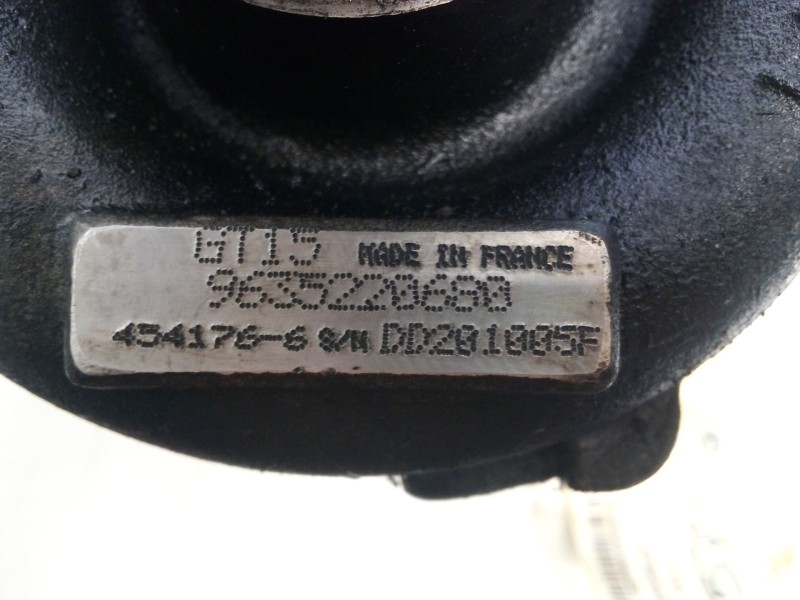 GT15 MADE IN FRANCE
9635220680
454176-6 S/N DD201005F